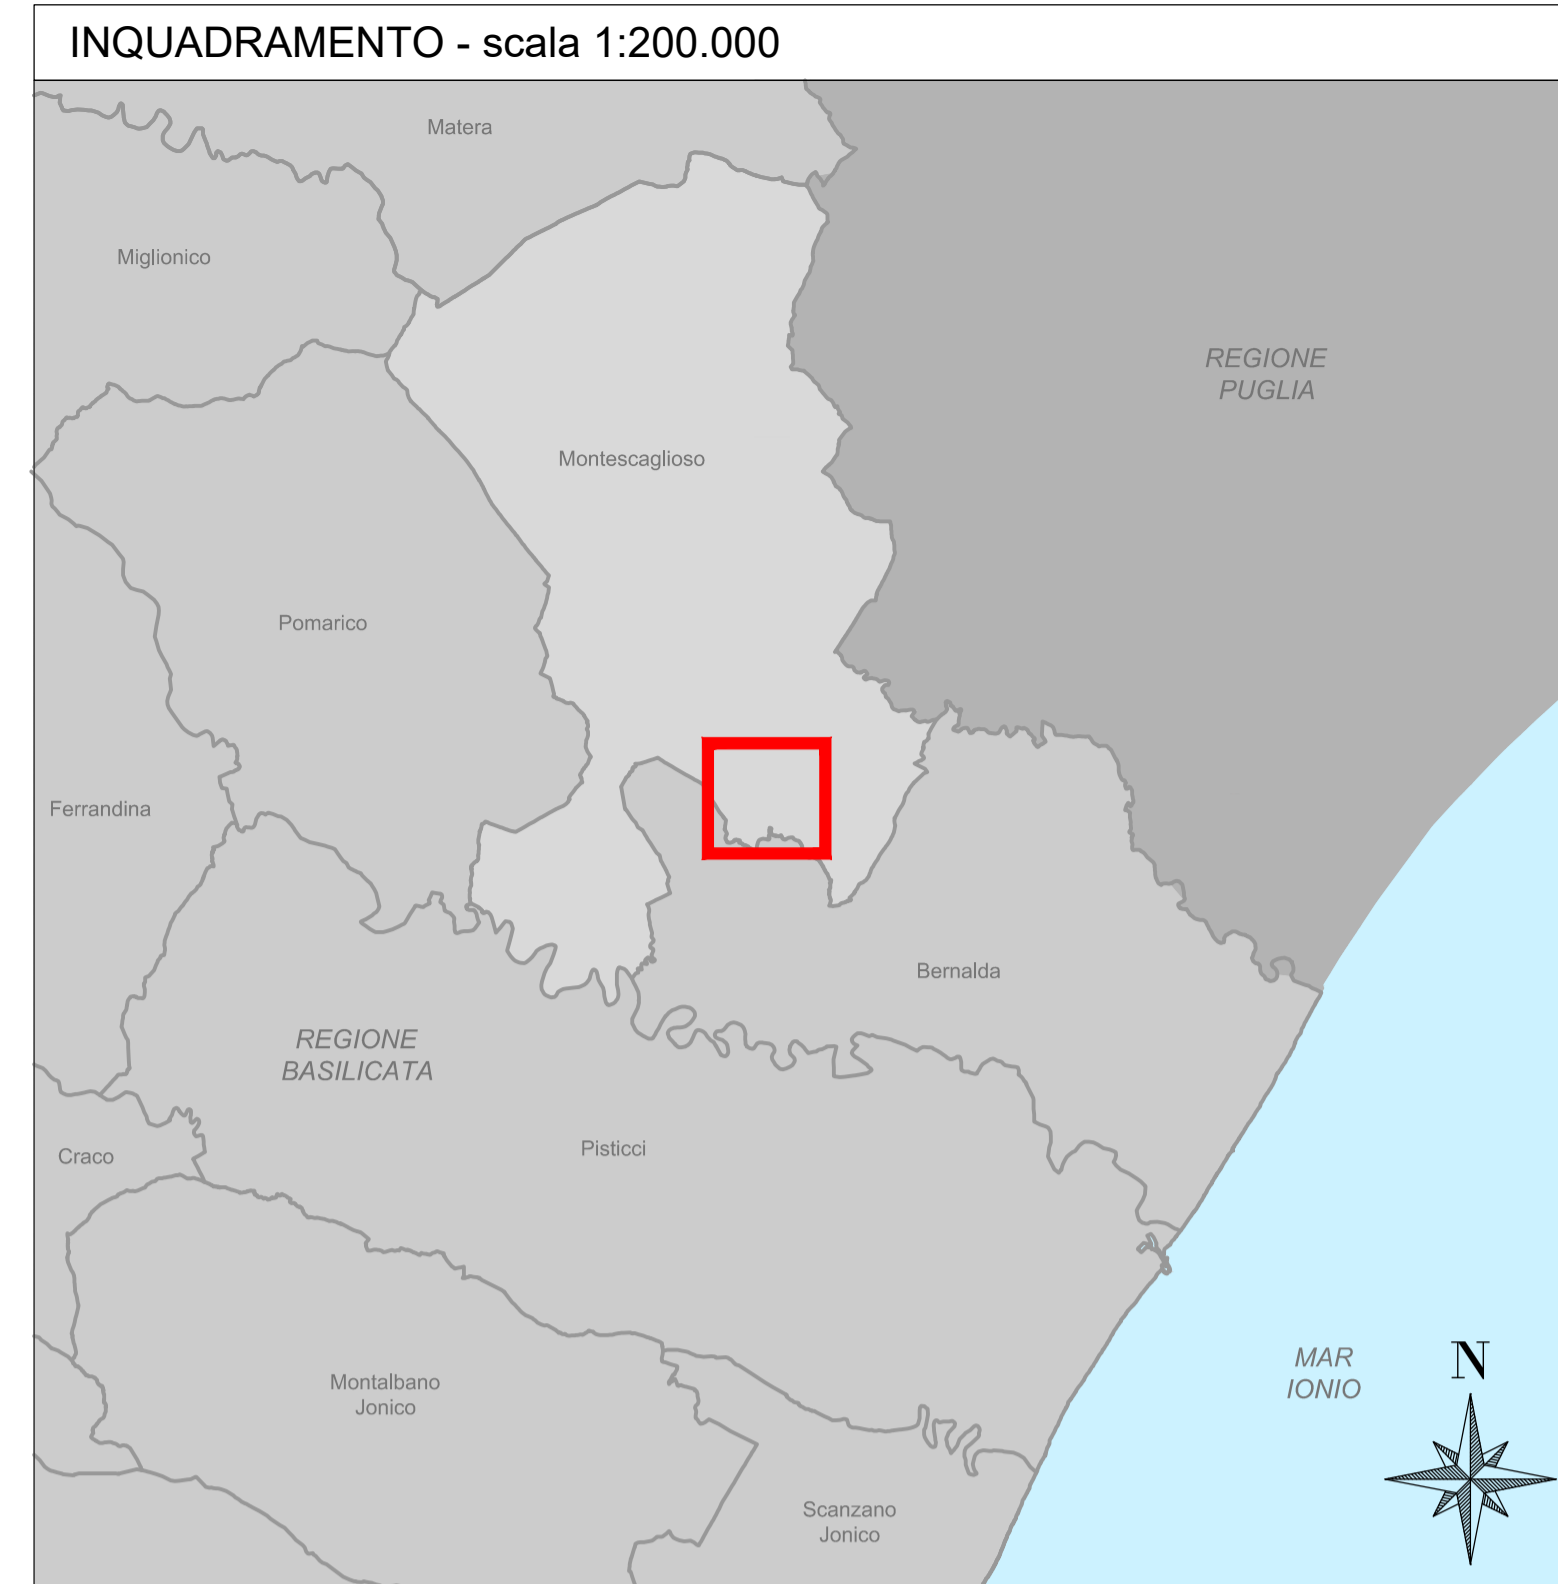 INQUADRAMENTO - scala 1:200.000
Matera
Miglionico
REGIONE
PUGLIA
Montescaglioso
Pomarico
Ferrandina
Bernalda
REGIONE
BASILICATA
Pisticci
Craco
MAR
IONIO
N
Montalbano
Jonico
Scanzano
Jonico